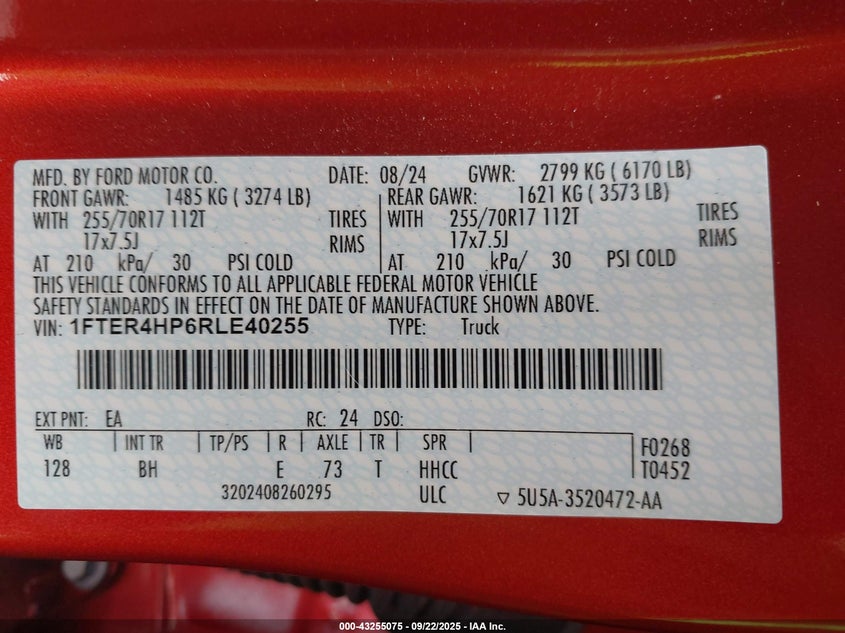 MFD. BY FORD MOTOR CO. DATE: 08/24 GVWR: 2799 KG ( 6170 LB)
FRONT GAWR: 1485 KG ( 3274 LB) REAR GAWR: 1621 KG ( 3573 LB)
WITH 255/70R17 112T TIRES WITH 255/70R17 112T TIRES
17x7.5J RIMS 17x7.5J RIMS
AT 210 kPa/ 30 PSI COLD AT 210 kPa/ 30 PSI COLD
THIS VEHICLE CONFORMS TO ALL APPLICABLE FEDERAL MOTOR VEHICLE
SAFETY STANDARDS IN EFFECT ON THE DATE OF MANUFACTURE SHOWN ABOVE.
VIN: 1FTER4HP6RLE40255 TYPE: Truck
EXT PNT: EA RC: 24 DSO:
WB INT TR TP/PS R AXLE TR SPR F0268
128 BH E 73 T HHCC T0452
3202408260295 ULC ▽ 5U5A-3520472-AA
000-43255075 - 09/22/2025 - IAA Inc.